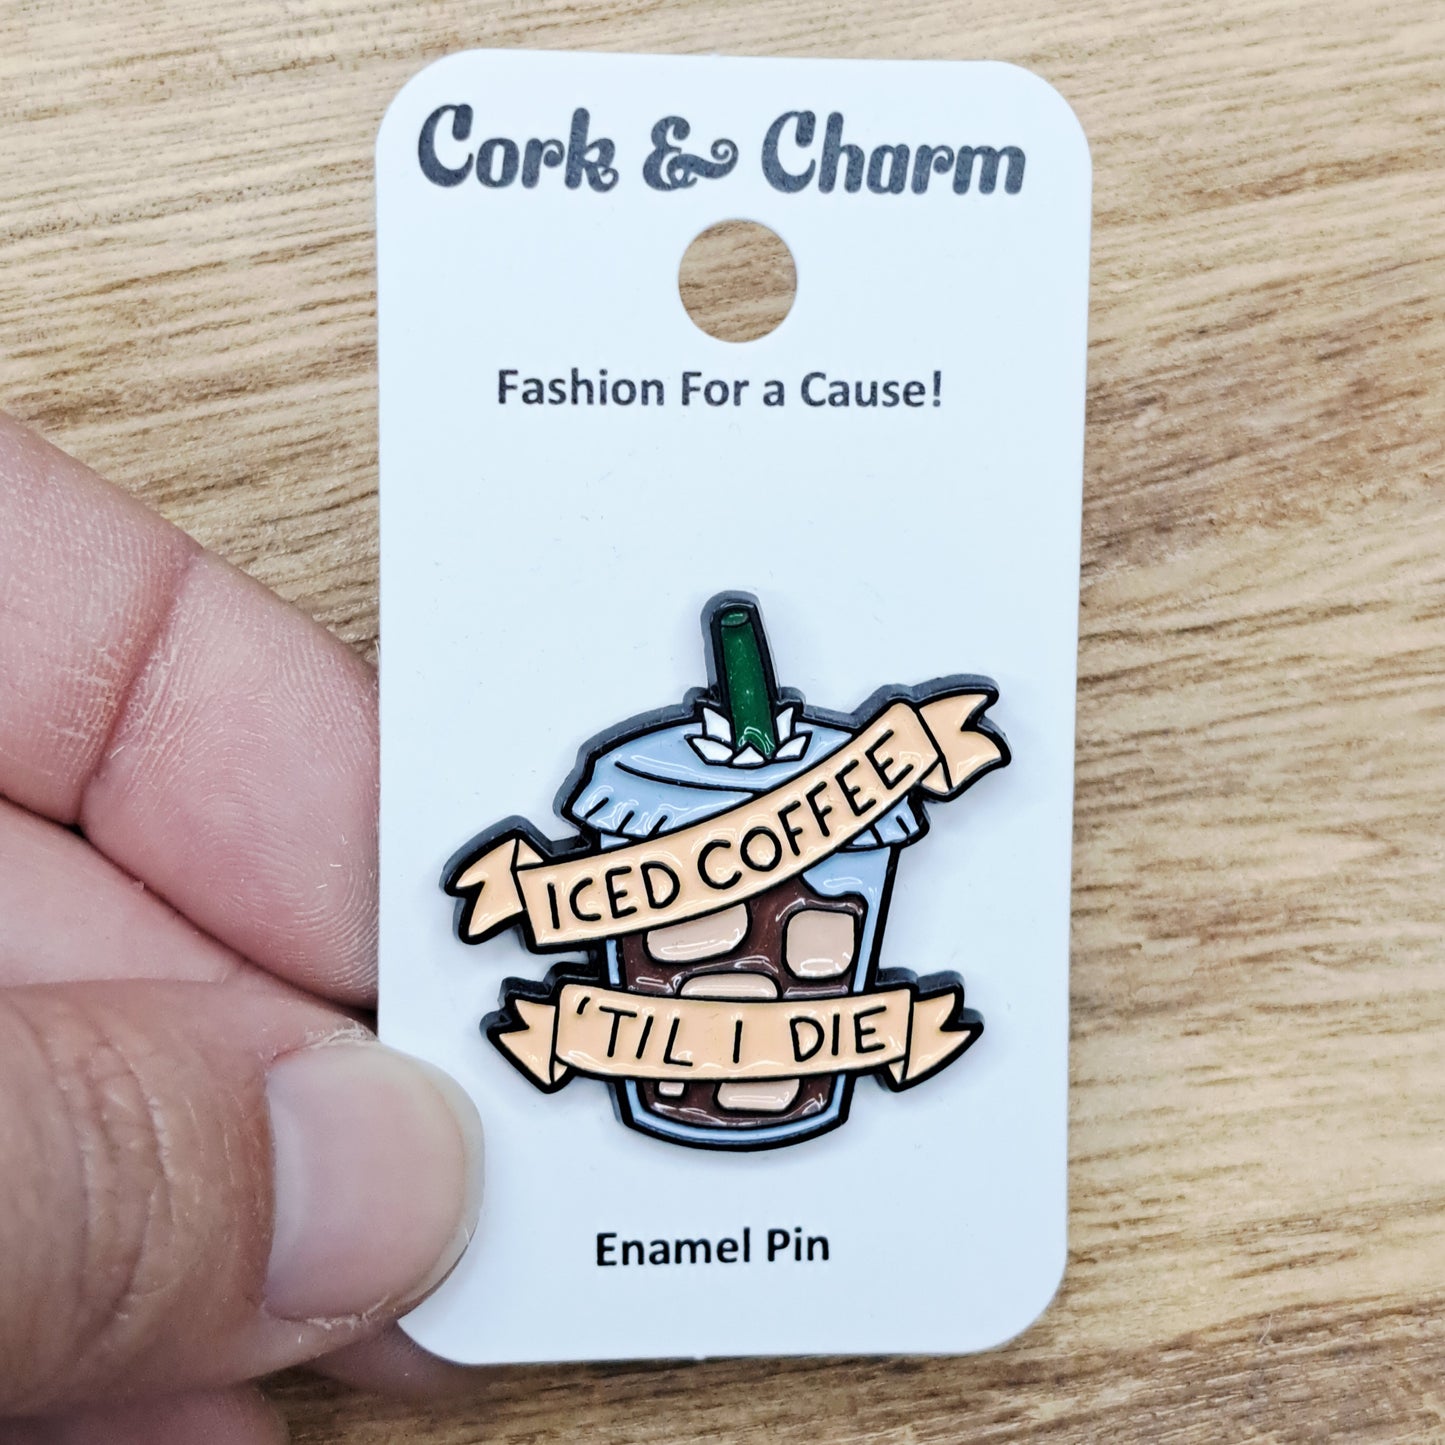 Cork & Charm
Fashion For a Cause!
ICED COFFEE
'TIL I DIE
Enamel Pin